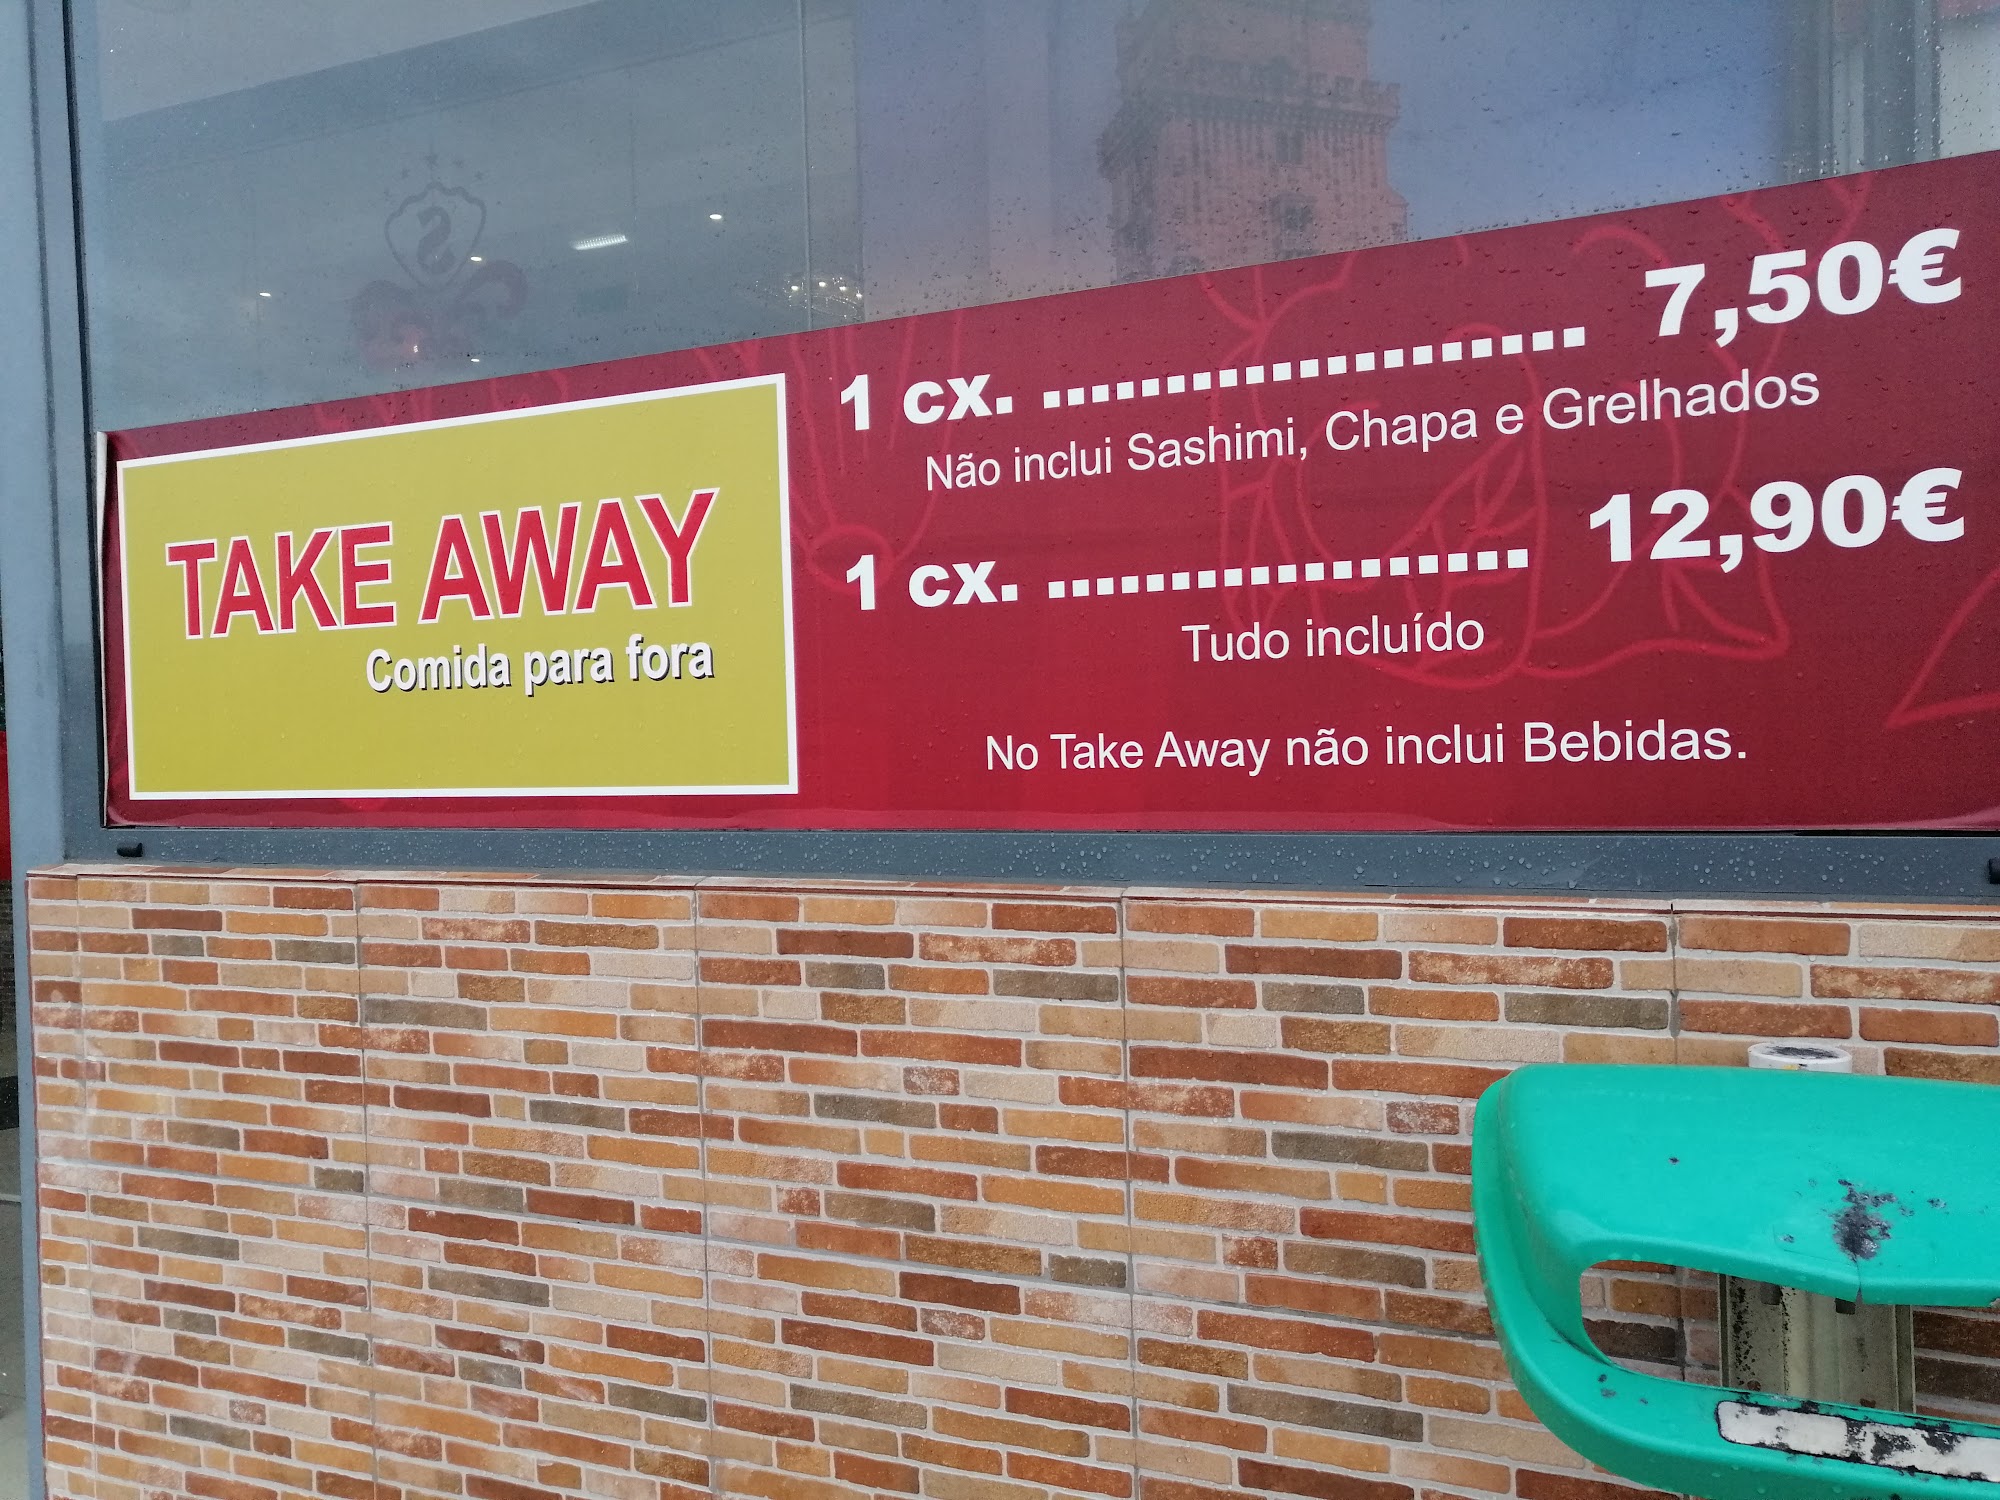 TAKE AWAY
Comida para fora
1 cx. ................... 7,50€
Não inclui Sashimi, Chapa e Grelhados
1 cx. ................... 12,90€
Tudo incluído
No Take Away não inclui Bebidas.